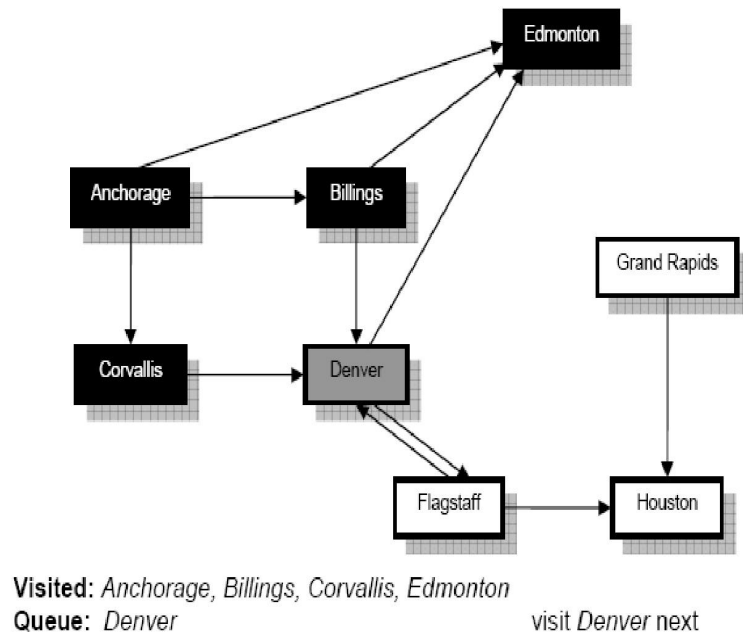 Edmonton
Anchorage
Billings
Grand Rapids
Corvallis
Denver
Flagstaff
Houston
Visited: Anchorage, Billings, Corvallis, Edmonton
Queue: Denver visit Denver next